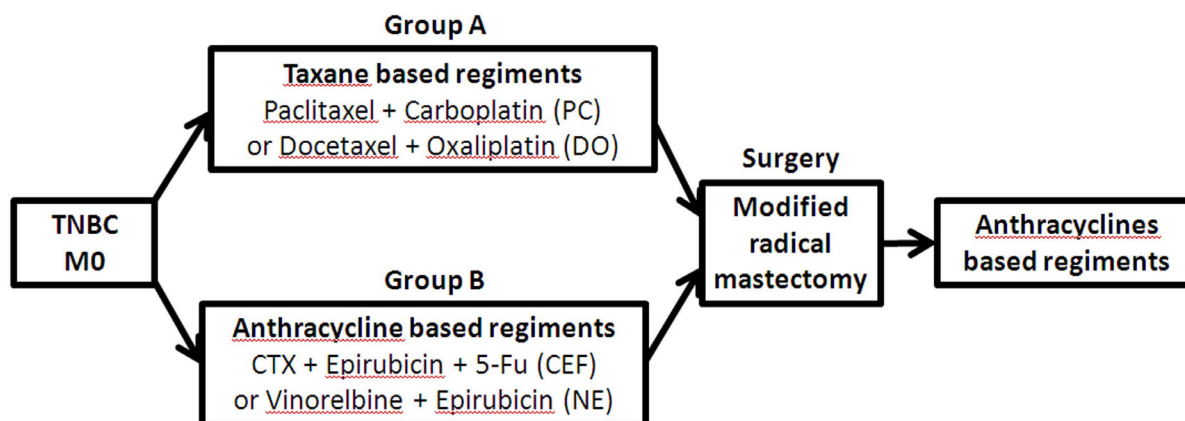 Group A
Taxane based regiments
Paclitaxel + Carboplatin (PC)
or Docetaxel + Oxaliplatin (DO)
TNBC
M0
Group B
Anthracycline based regiments
CTX + Epirubicin + 5-Fu (CEF)
or Vinorelbine + Epirubicin (NE)
Surgery
Modified
radical
mastectomy
Anthracyclines
based regiments